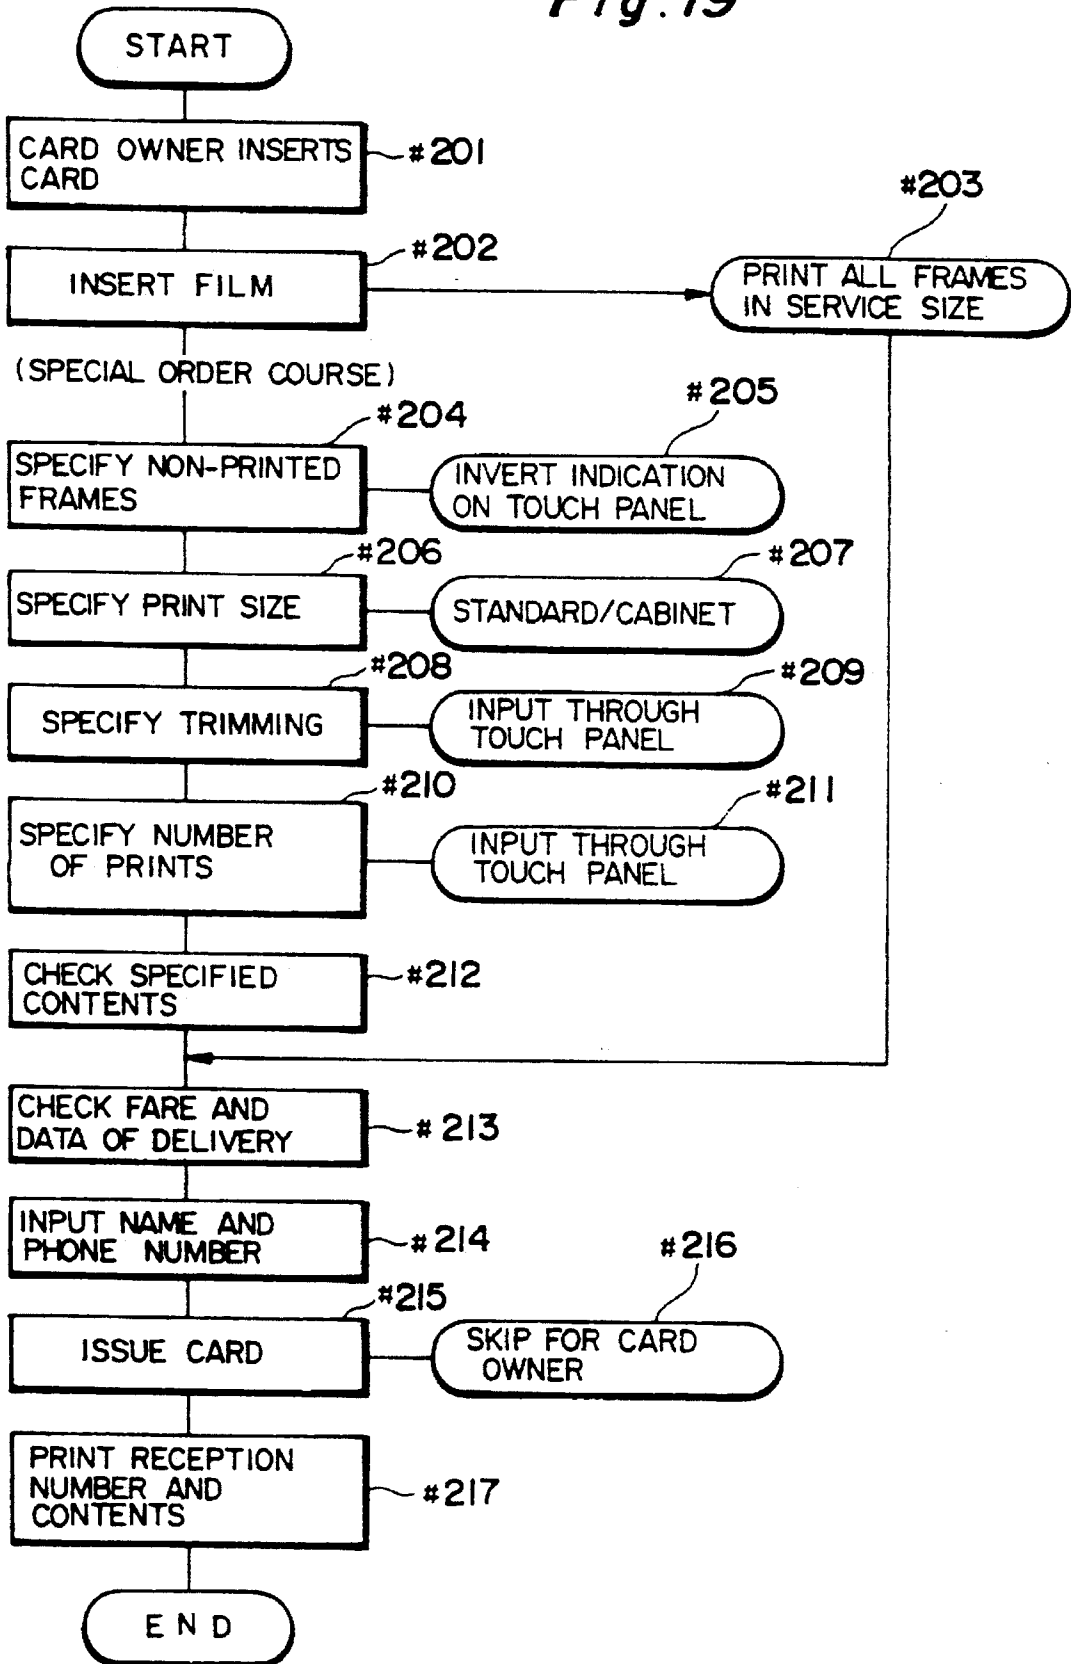 Fig. 19
START
CARD OWNER INSERTS
CARD
#201
#202
INSERT FILM
#203
PRINT ALL FRAMES
IN SERVICE SIZE
(SPECIAL ORDER COURSE)
#204
SPECIFY NON-PRINTED
FRAMES
#205
INVERT INDICATION
ON TOUCH PANEL
#206
SPECIFY PRINT SIZE
#207
STANDARD/CABINET
#208
SPECIFY TRIMMING
#209
INPUT THROUGH
TOUCH PANEL
#210
SPECIFY NUMBER
OF PRINTS
#211
INPUT THROUGH
TOUCH PANEL
CHECK SPECIFIED
CONTENTS
#212
CHECK FARE AND
DATA OF DELIVERY
#213
INPUT NAME AND
PHONE NUMBER
#214
#215
ISSUE CARD
#216
SKIP FOR CARD
OWNER
PRINT RECEPTION
NUMBER AND
CONTENTS
#217
END